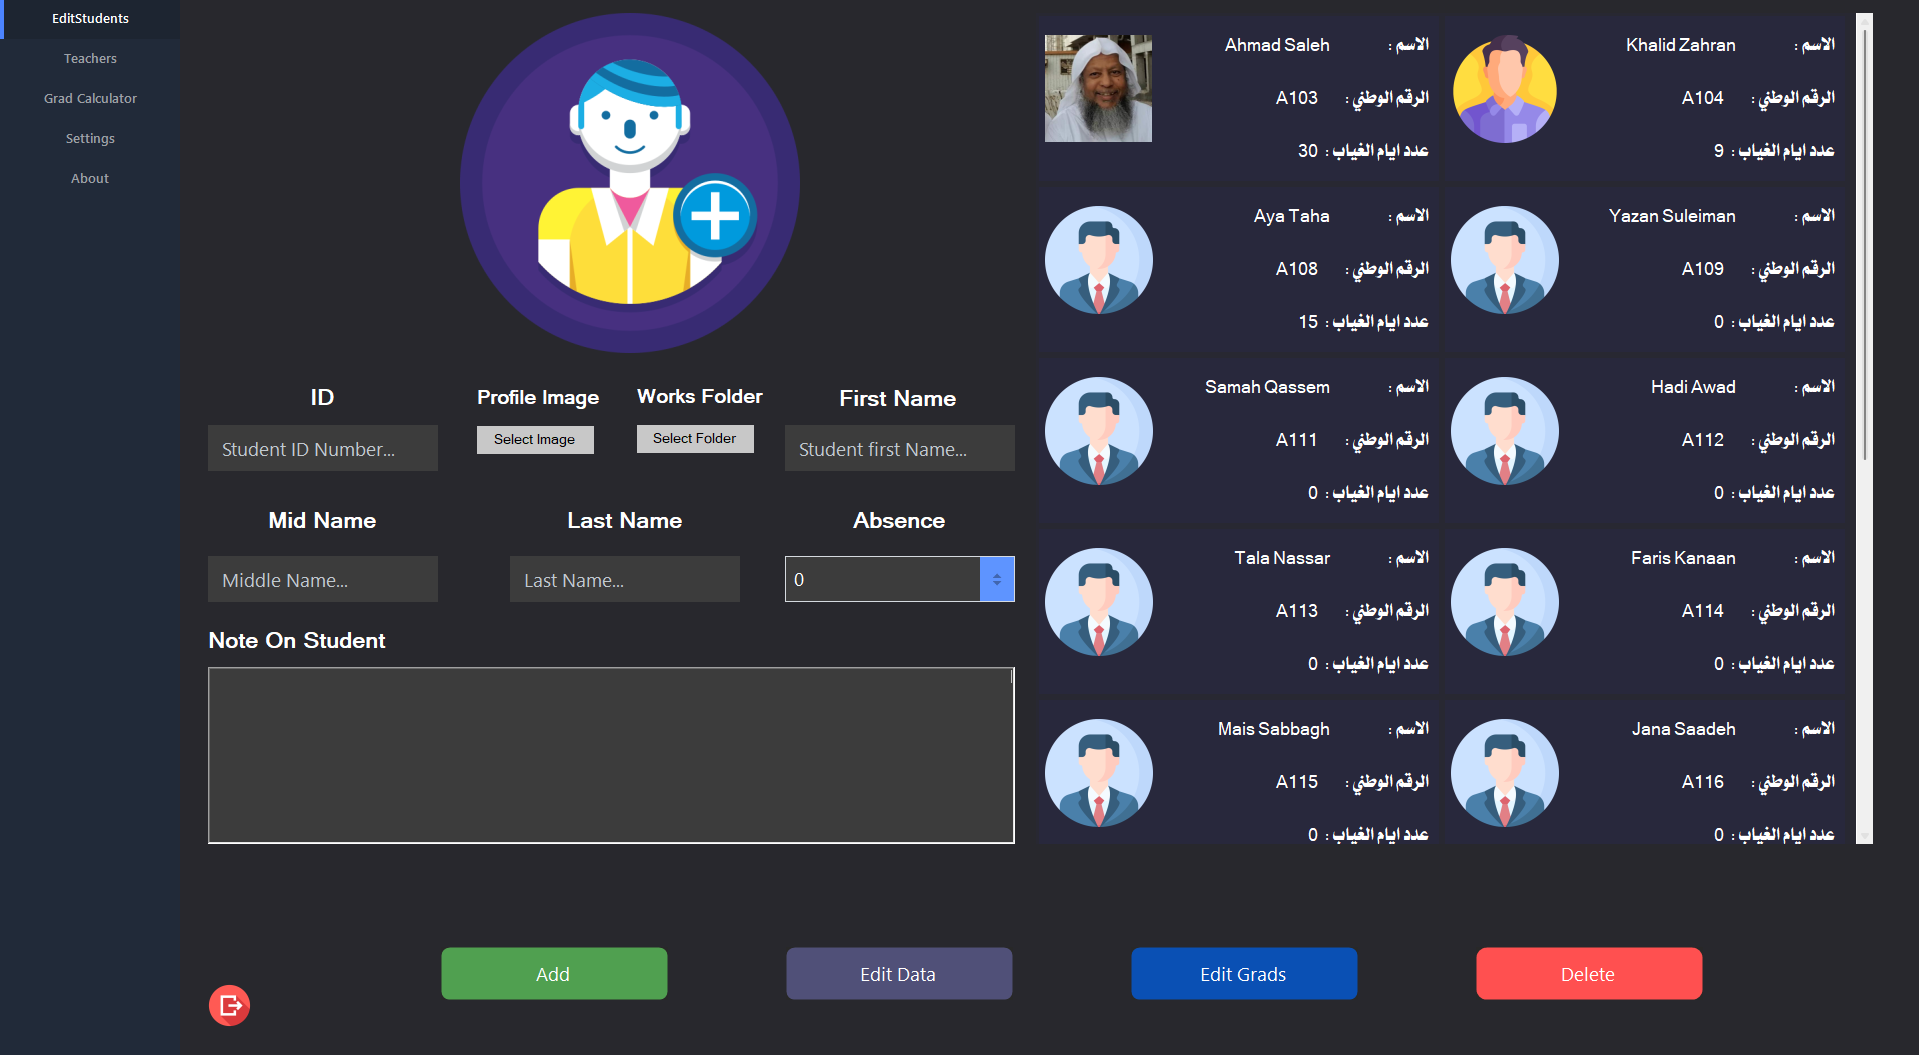 EditStudents
Teachers
Grad Calculator
Settings
About
ID
Profile Image
Works Folder
First Name
Student ID Number...
Select Image
Select Folder
Student first Name...
Mid Name
Last Name
Absence
Middle Name...
Last Name...
0
Note On Student
الاسم : Ahmad Saleh
الرقم الوطني : A103
عدد ايام الغياب : 30
الاسم : Khalid Zahran
الرقم الوطني : A104
عدد ايام الغياب : 9
الاسم : Aya Taha
الرقم الوطني : A108
عدد ايام الغياب : 15
الاسم : Yazan Suleiman
الرقم الوطني : A109
عدد ايام الغياب : 0
الاسم : Samah Qassem
الرقم الوطني : A111
عدد ايام الغياب : 0
الاسم : Hadi Awad
الرقم الوطني : A112
عدد ايام الغياب : 0
الاسم : Tala Nassar
الرقم الوطني : A113
عدد ايام الغياب : 0
الاسم : Faris Kanaan
الرقم الوطني : A114
عدد ايام الغياب : 0
الاسم : Mais Sabbagh
الرقم الوطني : A115
عدد ايام الغياب : 0
الاسم : Jana Saadeh
الرقم الوطني : A116
عدد ايام الغياب : 0
Add
Edit Data
Edit Grads
Delete